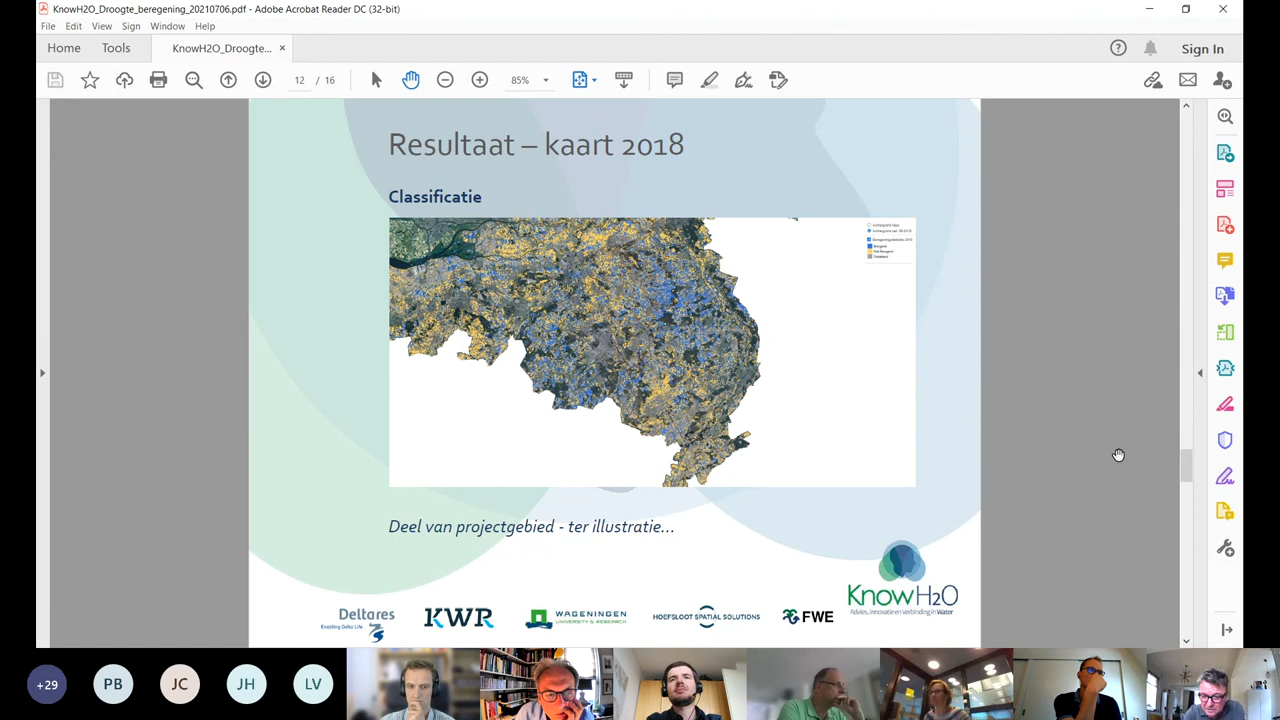 KnowH2O_Droogte_beregening_20210706.pdf - Adobe Acrobat Reader DC (32-bit)
File Edit View Sign Window Help
Home Tools KnowH2O_Droogte... × Sign In
12 / 16 85%
Resultaat – kaart 2018
Classificatie
Deel van projectgebied - ter illustratie...
KnowH2O
Advies, Innovatie en Verbinding in Water
Deltares
Enabling Delta Life
KWR
WAGENINGEN
UNIVERSITY & RESEARCH
HOEFSLOOT SPATIAL SOLUTIONS
FWE
+29 PB JC JH LV